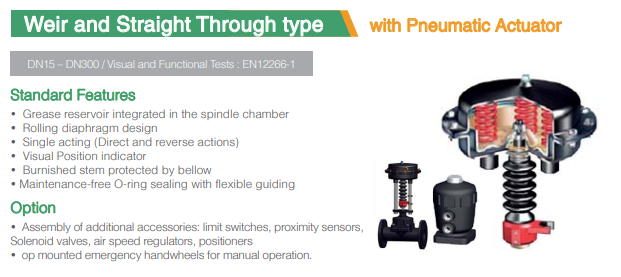 Weir and Straight Through type
with Pneumatic Actuator
DN15 – DN300 / Visual and Functional Tests : EN12266-1
Standard Features
• Grease reservoir integrated in the spindle chamber
• Rolling diaphragm design
• Single acting (Direct and reverse actions)
• Visual Position indicator
• Burnished stem protected by bellow
• Maintenance-free O-ring sealing with flexible guiding
Option
• Assembly of additional accessories: limit switches, proximity sensors,
Solenoid valves, air speed regulators, positioners
• op mounted emergency handwheels for manual operation.